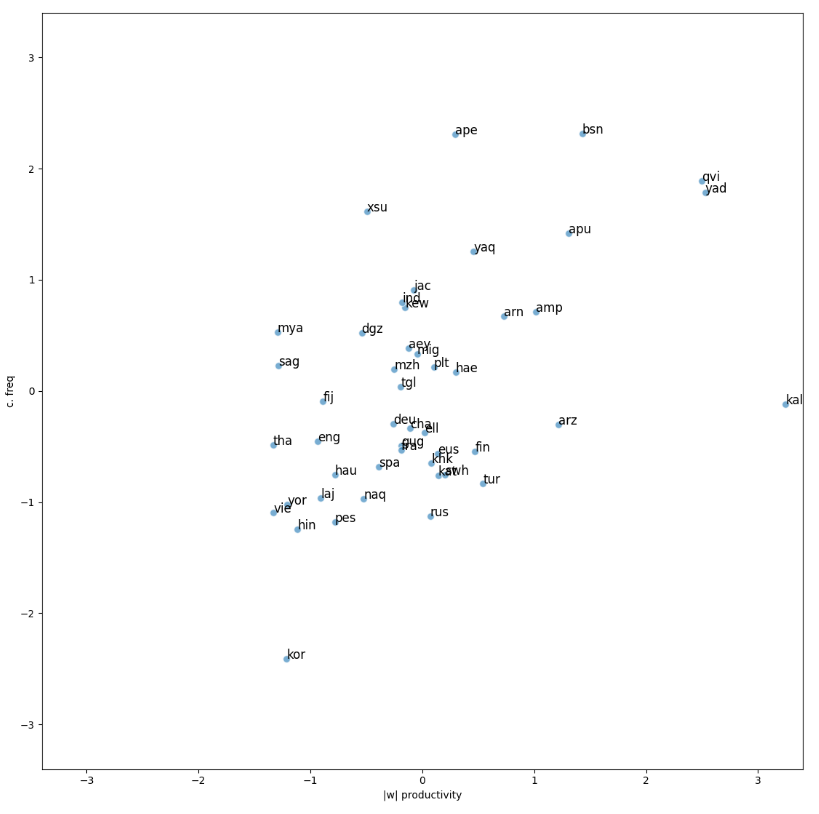 3
ape
bsn
qvi
2
yad
xsu
apu
yaq
1
jac
ind
kew
arn
amp
mya
dgz
aey
mig
sag
mzh
plt
hae
tgl
0
fij
kal
c. freq
deu
cha
ell
arz
tha
eng
gug
fra
eus
fin
khk
spa
hau
kat
swh
tur
laj
naq
yor
−1
vie
rus
hin
pes
−2
kor
−3
−3
−2
−1
0
1
2
3
|w| productivity